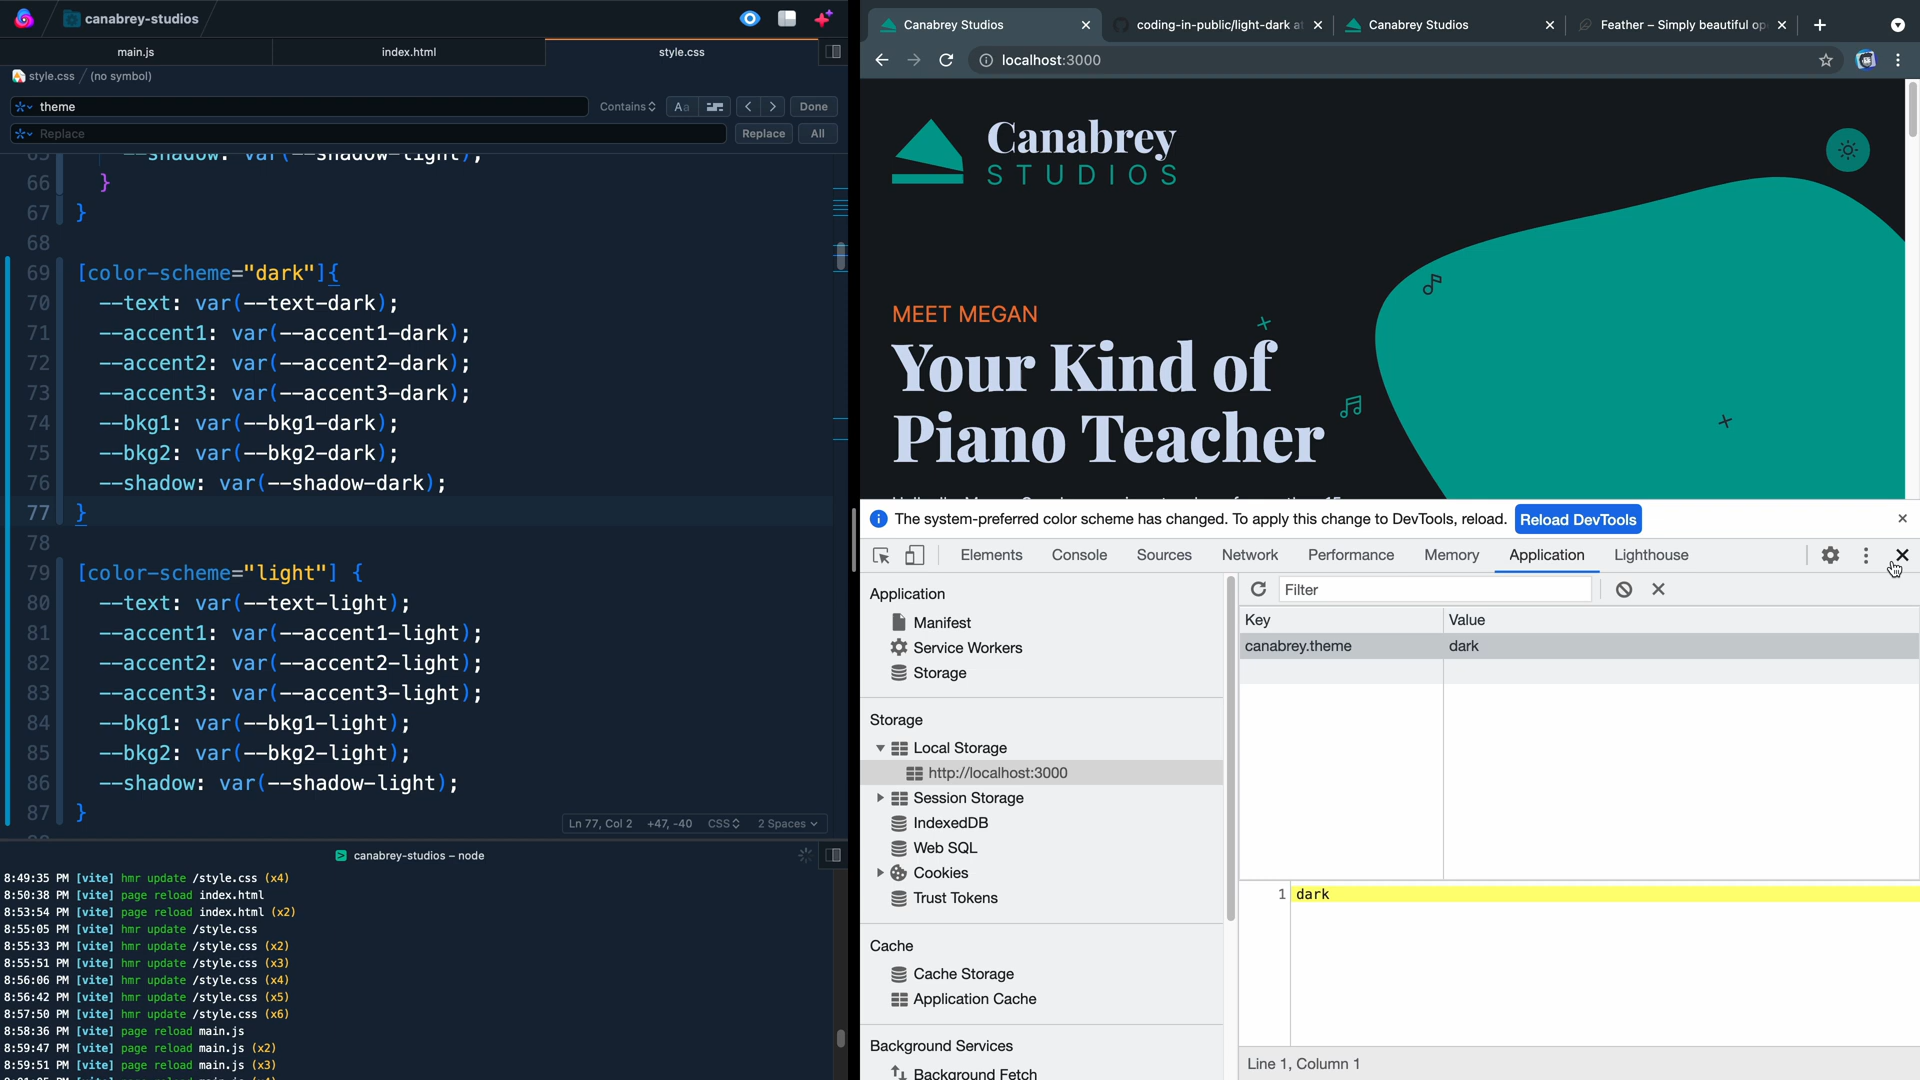 canabrey-studios
main.js
index.html
style.css
style.css
(no symbol)
theme
Contains
Aa
Done
Replace
Replace
All
65 --shadow: var(--shadow-light);
66 }
67 }
68
69 [color-scheme="dark"]{
70 --text: var(--text-dark);
71 --accent1: var(--accent1-dark);
72 --accent2: var(--accent2-dark);
73 --accent3: var(--accent3-dark);
74 --bkg1: var(--bkg1-dark);
75 --bkg2: var(--bkg2-dark);
76 --shadow: var(--shadow-dark);
77 }
78
79 [color-scheme="light"] {
80 --text: var(--text-light);
81 --accent1: var(--accent1-light);
82 --accent2: var(--accent2-light);
83 --accent3: var(--accent3-light);
84 --bkg1: var(--bkg1-light);
85 --bkg2: var(--bkg2-light);
86 --shadow: var(--shadow-light);
87 }
Ln 77, Col 2 +47, -40 CSS 2 Spaces
canabrey-studios – node
8:49:35 PM [vite] hmr update /style.css (x4)
8:50:38 PM [vite] page reload index.html
8:53:54 PM [vite] page reload index.html (x2)
8:55:05 PM [vite] hmr update /style.css
8:55:33 PM [vite] hmr update /style.css (x2)
8:55:51 PM [vite] hmr update /style.css (x3)
8:56:06 PM [vite] hmr update /style.css (x4)
8:56:42 PM [vite] hmr update /style.css (x5)
8:57:50 PM [vite] hmr update /style.css (x6)
8:58:36 PM [vite] page reload main.js
8:59:47 PM [vite] page reload main.js (x2)
8:59:51 PM [vite] page reload main.js (x3)
Canabrey Studios
coding-in-public/light-dark at
Canabrey Studios
Feather – Simply beautiful op
localhost:3000
Canabrey
STUDIOS
MEET MEGAN
Your Kind of
Piano Teacher
The system-preferred color scheme has changed. To apply this change to DevTools, reload.
Reload DevTools
Elements
Console
Sources
Network
Performance
Memory
Application
Lighthouse
Application
Manifest
Service Workers
Storage
Storage
Local Storage
http://localhost:3000
Session Storage
IndexedDB
Web SQL
Cookies
Trust Tokens
Cache
Cache Storage
Application Cache
Background Services
Background Fetch
Filter
Key Value
canabrey.theme dark
1 dark
Line 1, Column 1